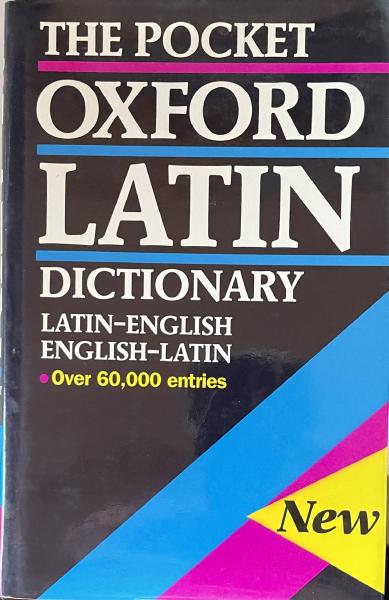 THE POCKET
OXFORD
LATIN
DICTIONARY
LATIN–ENGLISH
ENGLISH–LATIN
• Over 60,000 entries
New